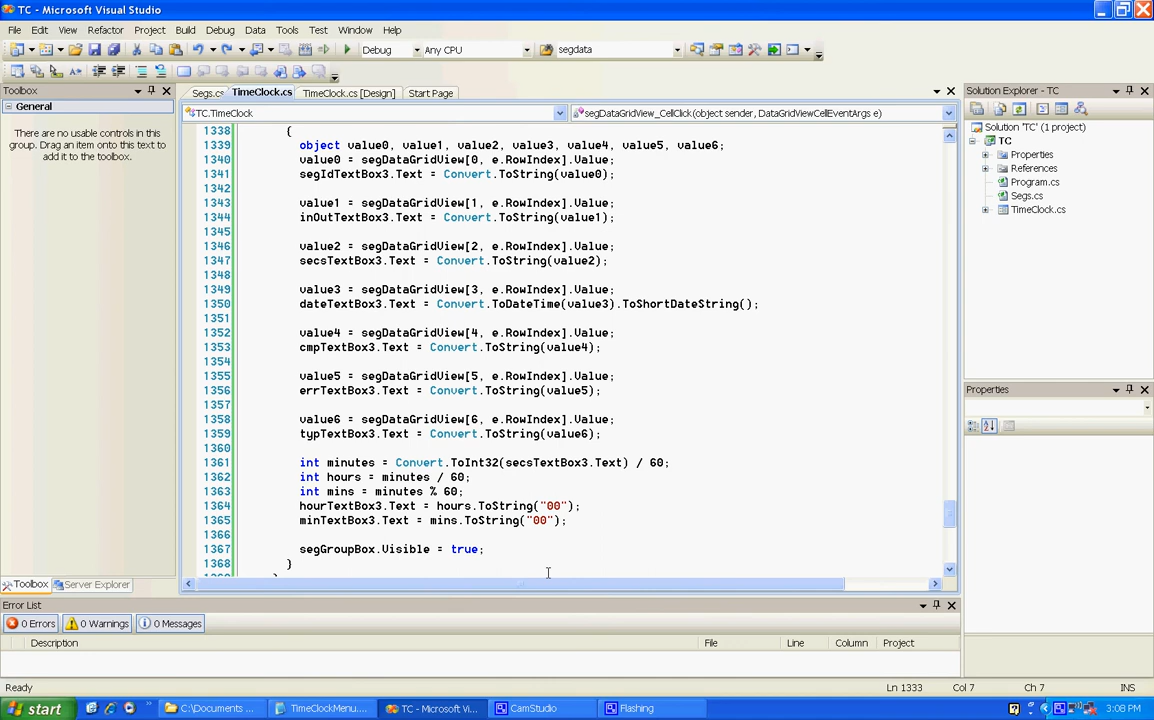 TC - Microsoft Visual Studio
File Edit View Refactor Project Build Debug Data Tools Test Window Help
Debug Any CPU segdata
Toolbox
General
There are no usable controls in this
group. Drag an item onto this text to
add it to the toolbox.
Toolbox Server Explorer
Segs.cs TimeClock.cs TimeClock.cs [Design] Start Page
TC.TimeClock segDataGridView_CellClick(object sender, DataGridViewCellEventArgs e)
1338 {
1339 object value0, value1, value2, value3, value4, value5, value6;
1340 value0 = segDataGridView[0, e.RowIndex].Value;
1341 segIdTextBox3.Text = Convert.ToString(value0);
1342
1343 value1 = segDataGridView[1, e.RowIndex].Value;
1344 inOutTextBox3.Text = Convert.ToString(value1);
1345
1346 value2 = segDataGridView[2, e.RowIndex].Value;
1347 secsTextBox3.Text = Convert.ToString(value2);
1348
1349 value3 = segDataGridView[3, e.RowIndex].Value;
1350 dateTextBox3.Text = Convert.ToDateTime(value3).ToShortDateString();
1351
1352 value4 = segDataGridView[4, e.RowIndex].Value;
1353 cmpTextBox3.Text = Convert.ToString(value4);
1354
1355 value5 = segDataGridView[5, e.RowIndex].Value;
1356 errTextBox3.Text = Convert.ToString(value5);
1357
1358 value6 = segDataGridView[6, e.RowIndex].Value;
1359 typTextBox3.Text = Convert.ToString(value6);
1360
1361 int minutes = Convert.ToInt32(secsTextBox3.Text) / 60;
1362 int hours = minutes / 60;
1363 int mins = minutes % 60;
1364 hourTextBox3.Text = hours.ToString("00");
1365 minTextBox3.Text = mins.ToString("00");
1366
1367 segGroupBox.Visible = true;
1368 }
Solution Explorer - TC
Solution 'TC' (1 project)
TC
Properties
References
Program.cs
Segs.cs
TimeClock.cs
Properties
Error List
0 Errors 0 Warnings 0 Messages
Description File Line Column Project
Ready Ln 1333 Col 7 Ch 7 INS
start C:\Documents ... TimeClockMenu.... TC - Microsoft Vi... CamStudio Flashing 3:08 PM